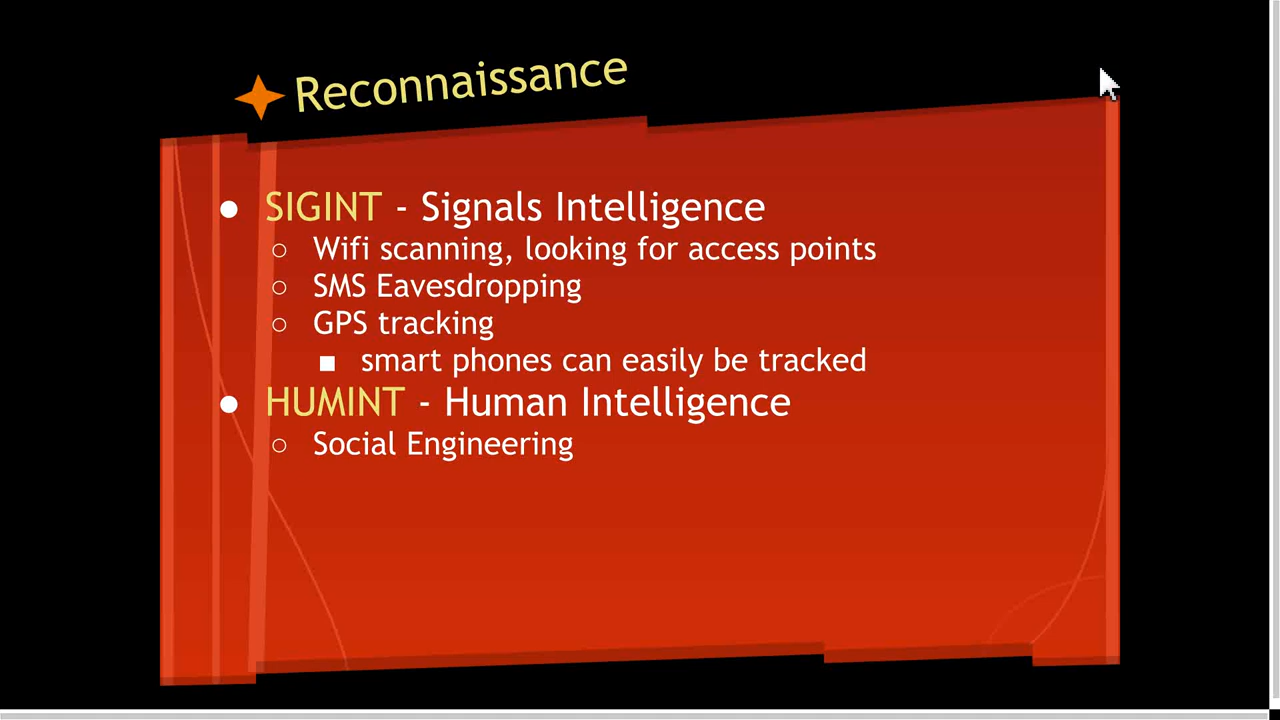 Reconnaissance
● SIGINT - Signals Intelligence
○ Wifi scanning, looking for access points
○ SMS Eavesdropping
○ GPS tracking
■ smart phones can easily be tracked
● HUMINT - Human Intelligence
○ Social Engineering